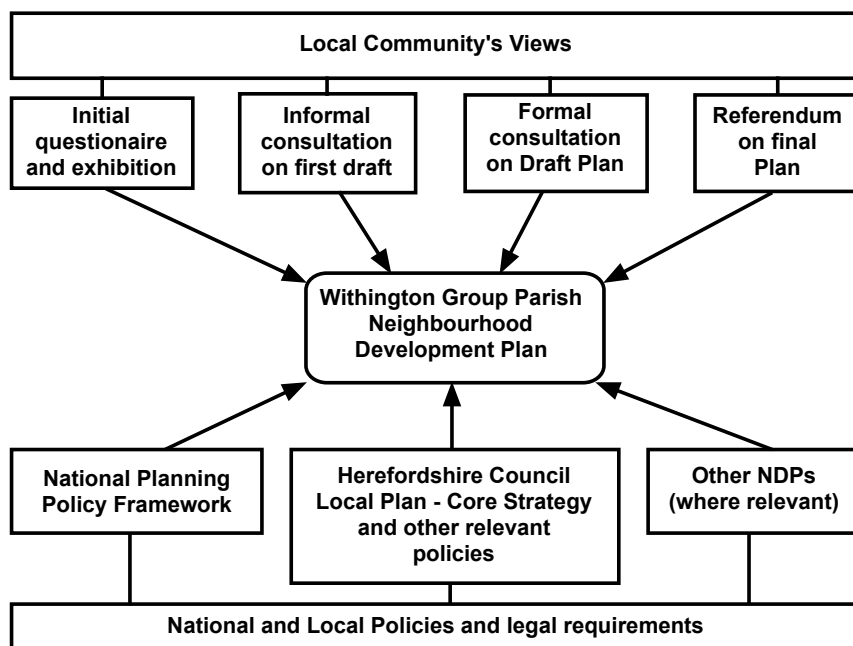 Local Community's Views
Initial
questionaire
and exhibition
Informal
consultation
on first draft
Formal
consultation
on Draft Plan
Referendum
on final
Plan
Withington Group Parish
Neighbourhood
Development Plan
National Planning
Policy Framework
Herefordshire Council
Local Plan - Core Strategy
and other relevant
policies
Other NDPs
(where relevant)
National and Local Policies and legal requirements